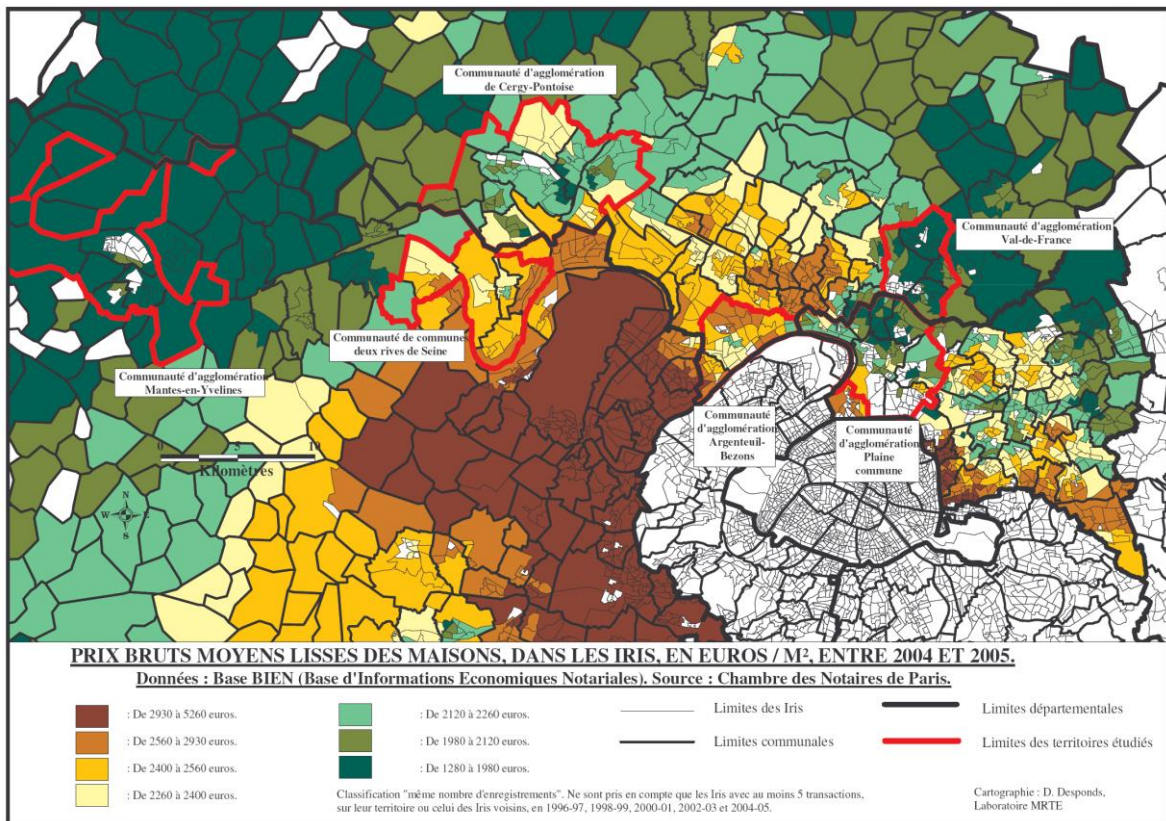 Communauté d'agglomération
de Cergy-Pontoise
Communauté d'agglomération
Val-de-France
Communauté de communes
deux rives de Seine
Communauté d'agglomération
Mantes-en-Yvelines
Communauté
d'agglomération
Argenteuil-
Bezons
Communauté
d'agglomération
Plaine
commune
0 5 10
Kilomètres
N
W E
S
PRIX BRUTS MOYENS LISSES DES MAISONS, DANS LES IRIS, EN EUROS / M², ENTRE 2004 ET 2005.
Données : Base BIEN (Base d'Informations Economiques Notariales). Source : Chambre des Notaires de Paris.
: De 2930 à 5260 euros.
: De 2560 à 2930 euros.
: De 2400 à 2560 euros.
: De 2260 à 2400 euros.
: De 2120 à 2260 euros.
: De 1980 à 2120 euros.
: De 1280 à 1980 euros.
Limites des Iris
Limites communales
Limites départementales
Limites des territoires étudiés
Classification "même nombre d'enregistrements". Ne sont pris en compte que les Iris avec au moins 5 transactions,
sur leur territoire ou celui des Iris voisins, en 1996-97, 1998-99, 2000-01, 2002-03 et 2004-05.
Cartographie : D. Desponds,
Laboratoire MRTE